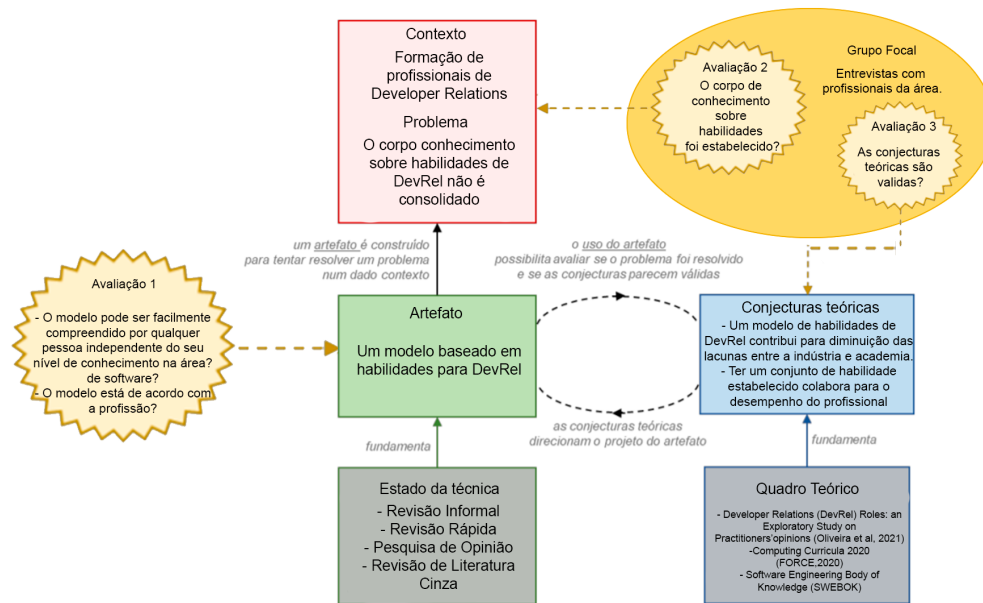 Contexto
Formação de
profissionais de
Developer Relations
Problema
O corpo conhecimento
sobre habilidades de
DevRel não é
consolidado
Grupo Focal
Entrevistas com
profissionais da área.
Avaliação 2
O corpo de
conhecimento
sobre
habilidades
foi estabelecido?
Avaliação 3
As conjecturas
teóricas são
validas?
um artefato é construído
para tentar resolver um problema
num dado contexto
o uso do artefato
possibilita avaliar se o problema foi resolvido
e se as conjecturas parecem válidas
Avaliação 1
- O modelo pode ser facilmente
compreendido por qualquer
pessoa independente do seu
nível de conhecimento na área?
de software?
- O modelo está de acordo com
a profissão?
Artefato
Um modelo baseado em
habilidades para DevRel
Conjecturas teóricas
- Um modelo de habilidades de
DevRel contribui para diminuição das
lacunas entre a indústria e academia.
- Ter um conjunto de habilidade
estabelecido colabora para o
desempenho do profissional
as conjecturas teóricas
direcionam o projeto do artefato
fundamenta
fundamenta
Estado da técnica
- Revisão Informal
- Revisão Rápida
- Pesquisa de Opinião
- Revisão de Literatura
Cinza
Quadro Teórico
- Developer Relations (DevRel) Roles: an
Exploratory Study on
Practitioners'opinions (Oliveira et al, 2021)
-Computing Curricula 2020
(FORCE,2020)
- Software Engineering Body of
Knowledge (SWEBOK)